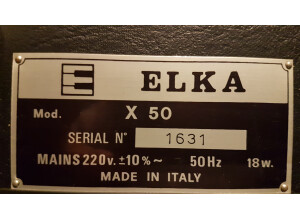 ELKA
Mod. X 50
SERIAL N° 1631
MAINS 220v. ±10% ~ 50Hz 18w.
MADE IN ITALY